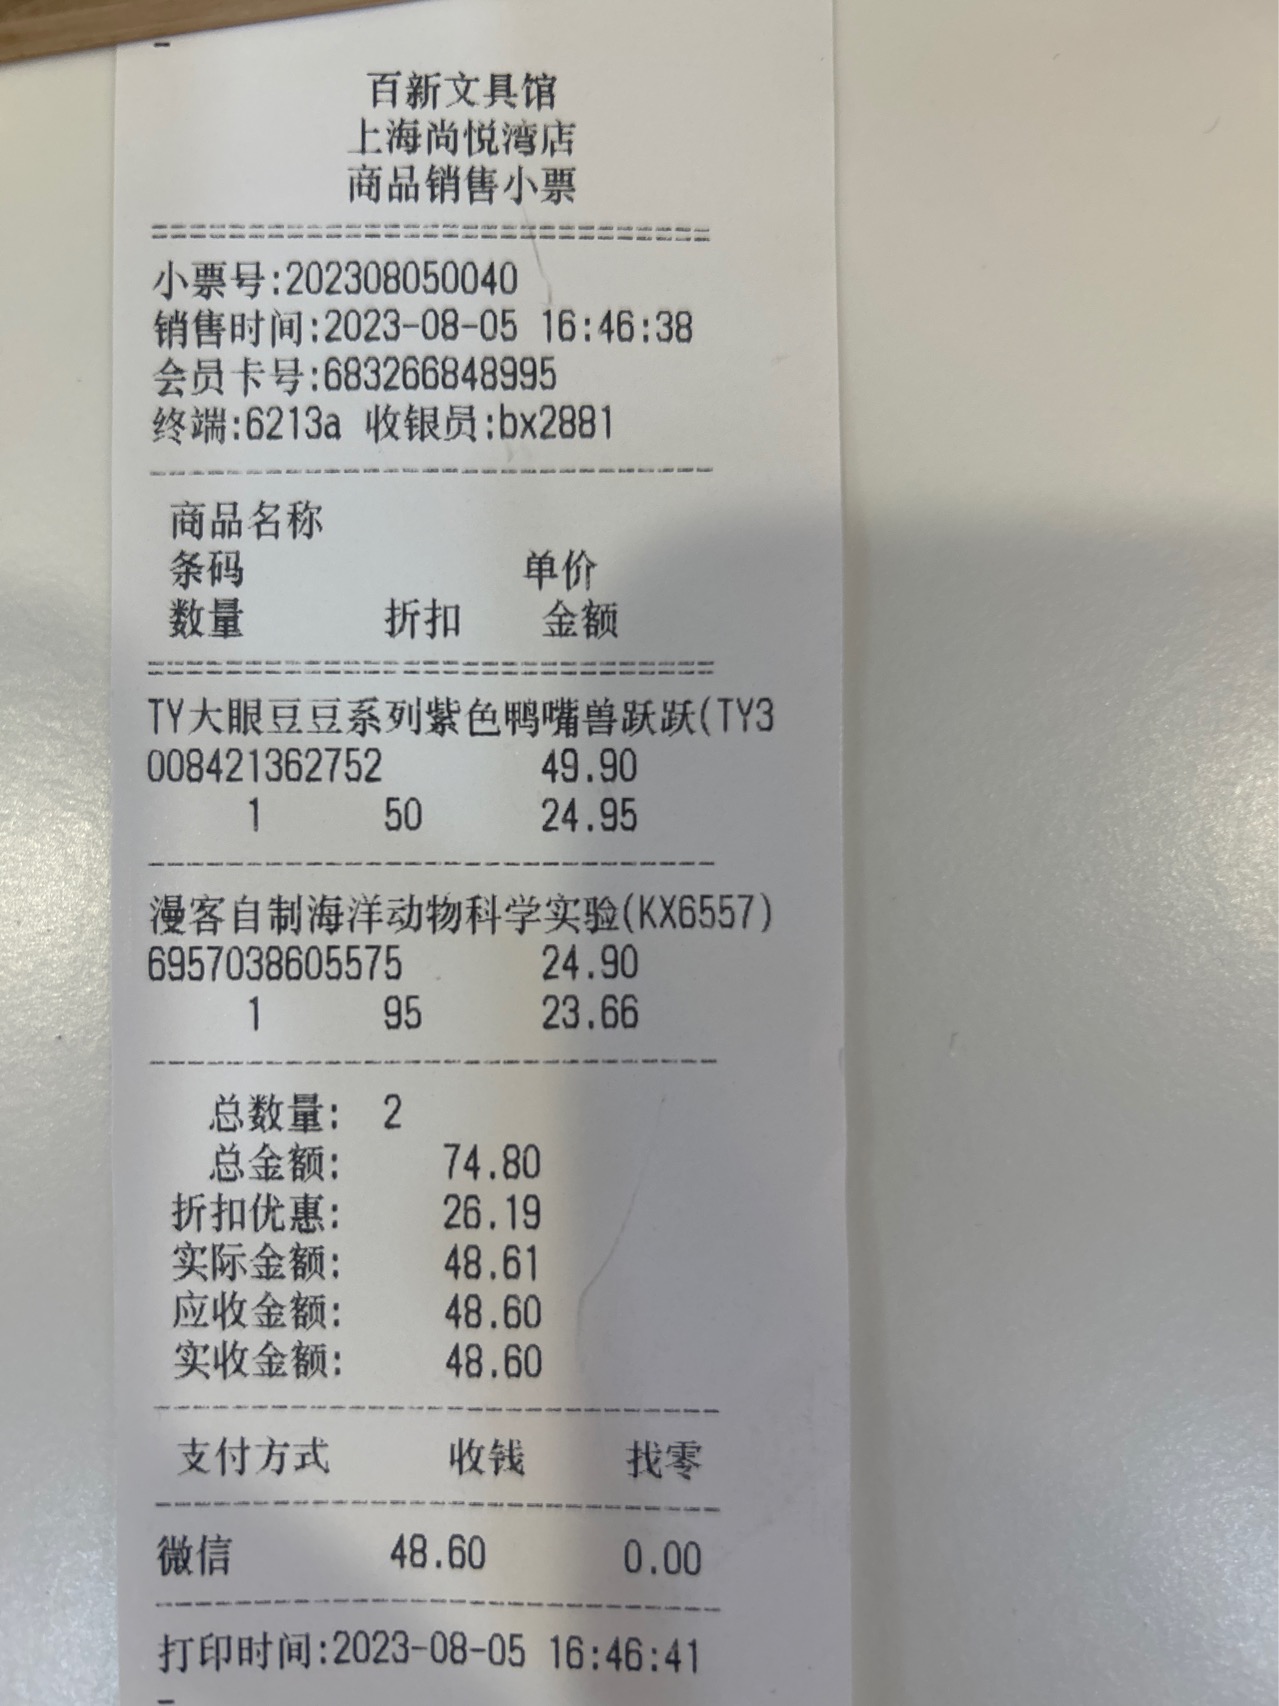 百新文具馆
上海尚悦湾店
商品销售小票
小票号:202308050040
销售时间:2023-08-05 16:46:38
会员卡号:683266848995
终端:6213a 收银员:bx2881
商品名称
条码 单价
数量 折扣 金额
TY大眼豆豆系列紫色鸭嘴兽跃跃(TY3
008421362752 49.90
1 50 24.95
漫客自制海洋动物科学实验(KX6557)
6957038605575 24.90
1 95 23.66
总数量: 2
总金额: 74.80
折扣优惠: 26.19
实际金额: 48.61
应收金额: 48.60
实收金额: 48.60
支付方式 收钱 找零
微信 48.60 0.00
打印时间:2023-08-05 16:46:41